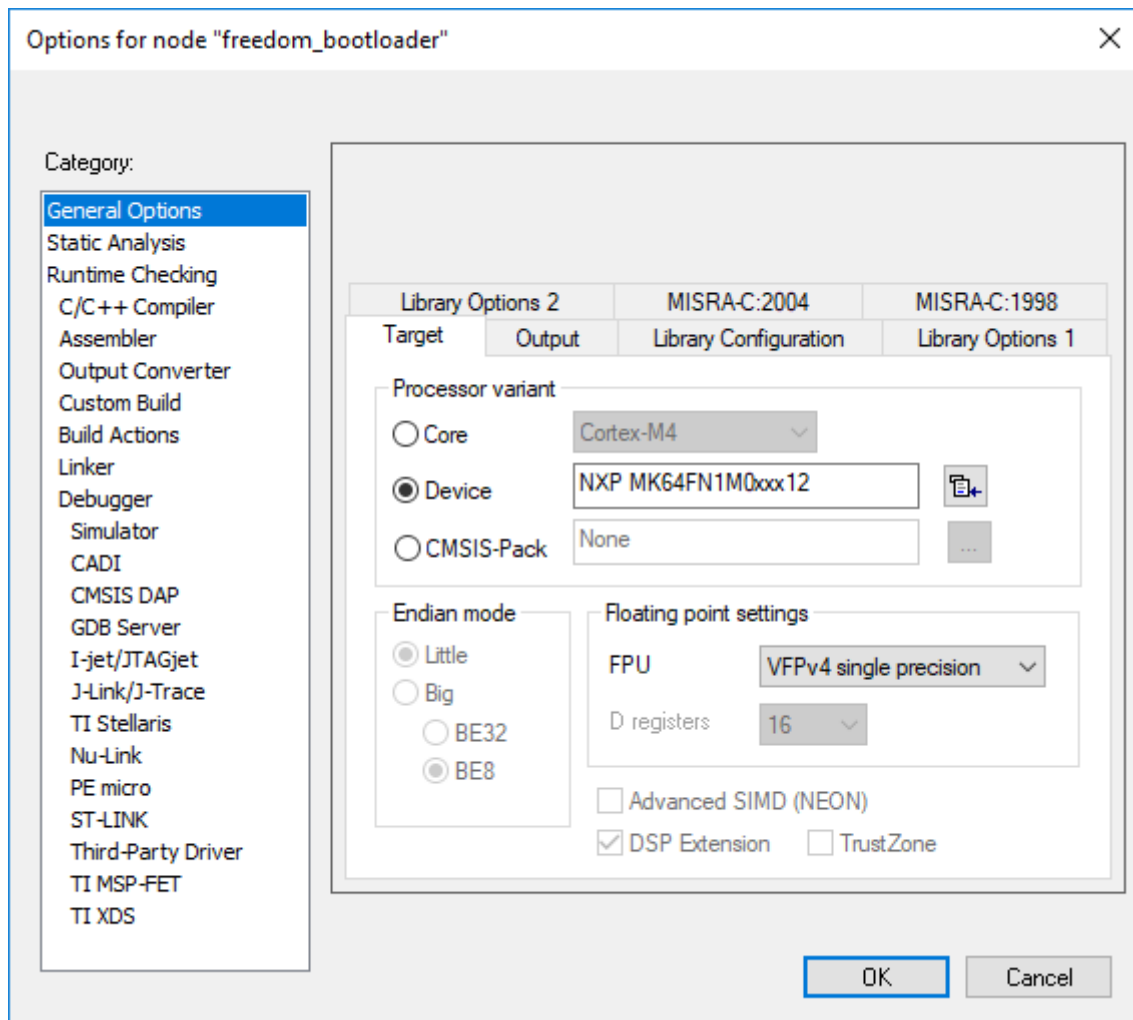 Options for node "freedom_bootloader"
Category:
General Options
Static Analysis
Runtime Checking
C/C++ Compiler
Assembler
Output Converter
Custom Build
Build Actions
Linker
Debugger
Simulator
CADI
CMSIS DAP
GDB Server
I-jet/JTAGjet
J-Link/J-Trace
TI Stellaris
Nu-Link
PE micro
ST-LINK
Third-Party Driver
TI MSP-FET
TI XDS
Library Options 2 MISRA-C:2004 MISRA-C:1998
Target Output Library Configuration Library Options 1
Processor variant
Core Cortex-M4
Device NXP MK64FN1M0xxx12
CMSIS-Pack None ...
Endian mode
Little
Big
BE32
BE8
Floating point settings
FPU VFPv4 single precision
D registers 16
Advanced SIMD (NEON)
DSP Extension TrustZone
OK Cancel